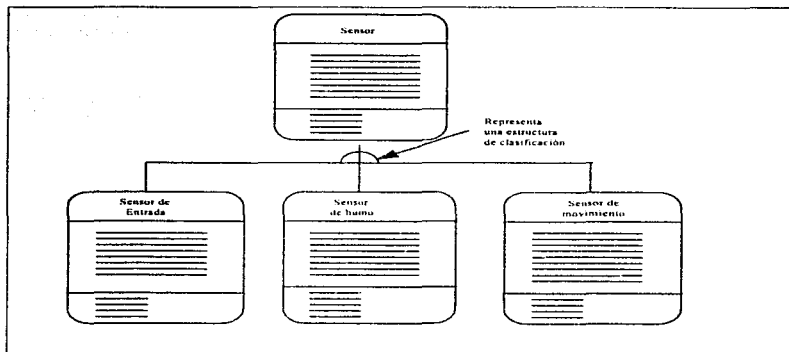 Sensor
Representa
una estructura
de clasificación
Sensor de
Entrada
Sensor
de humo
Sensor de
movimiento